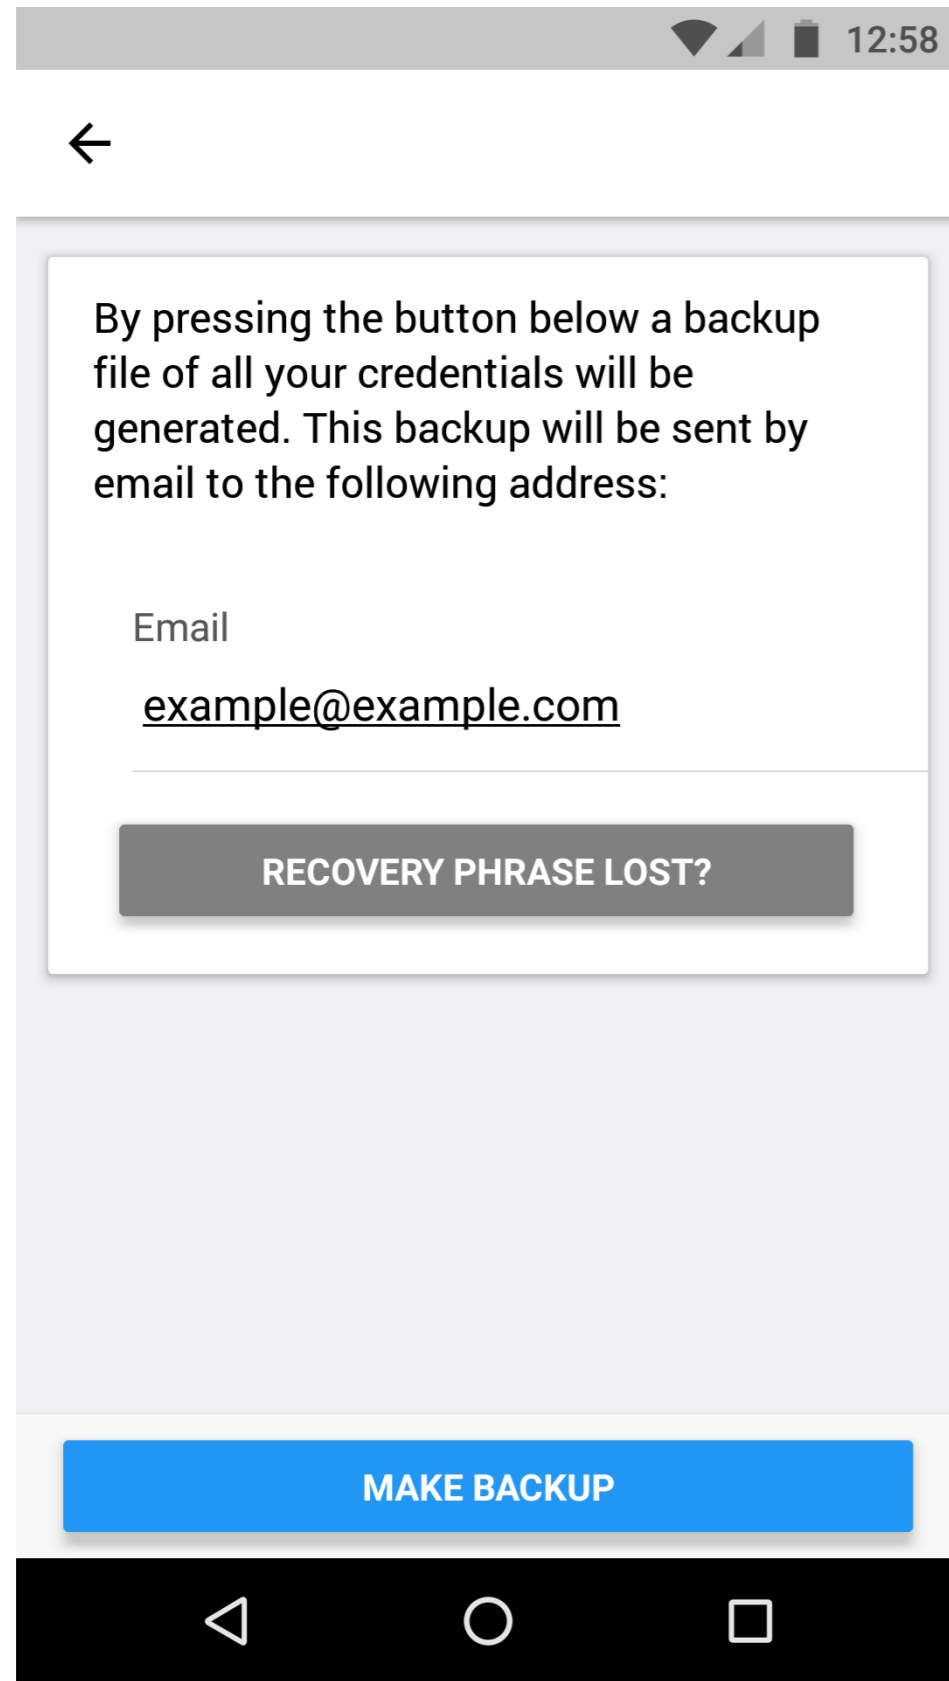 12:58
By pressing the button below a backup
file of all your credentials will be
generated. This backup will be sent by
email to the following address:
Email
example@example.com
RECOVERY PHRASE LOST?
MAKE BACKUP